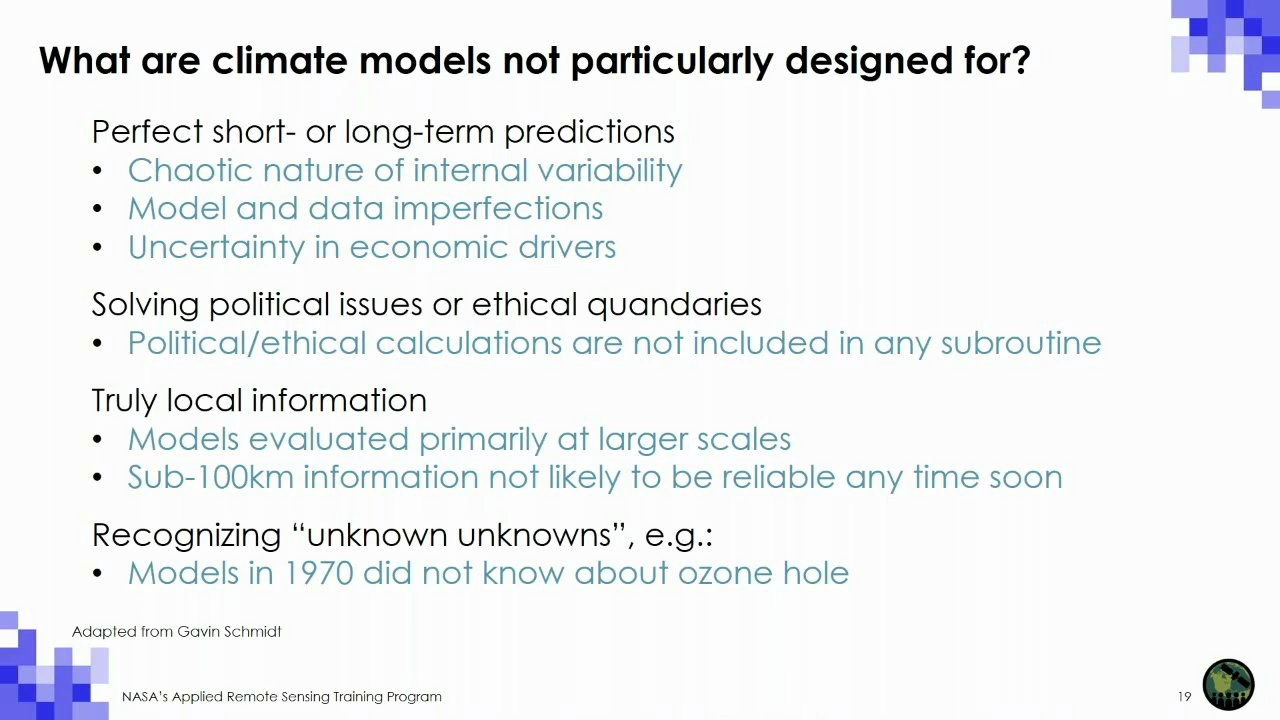 What are climate models not particularly designed for?
Perfect short- or long-term predictions
• Chaotic nature of internal variability
• Model and data imperfections
• Uncertainty in economic drivers
Solving political issues or ethical quandaries
• Political/ethical calculations are not included in any subroutine
Truly local information
• Models evaluated primarily at larger scales
• Sub-100km information not likely to be reliable any time soon
Recognizing “unknown unknowns”, e.g.:
• Models in 1970 did not know about ozone hole
Adapted from Gavin Schmidt
NASA’s Applied Remote Sensing Training Program
19